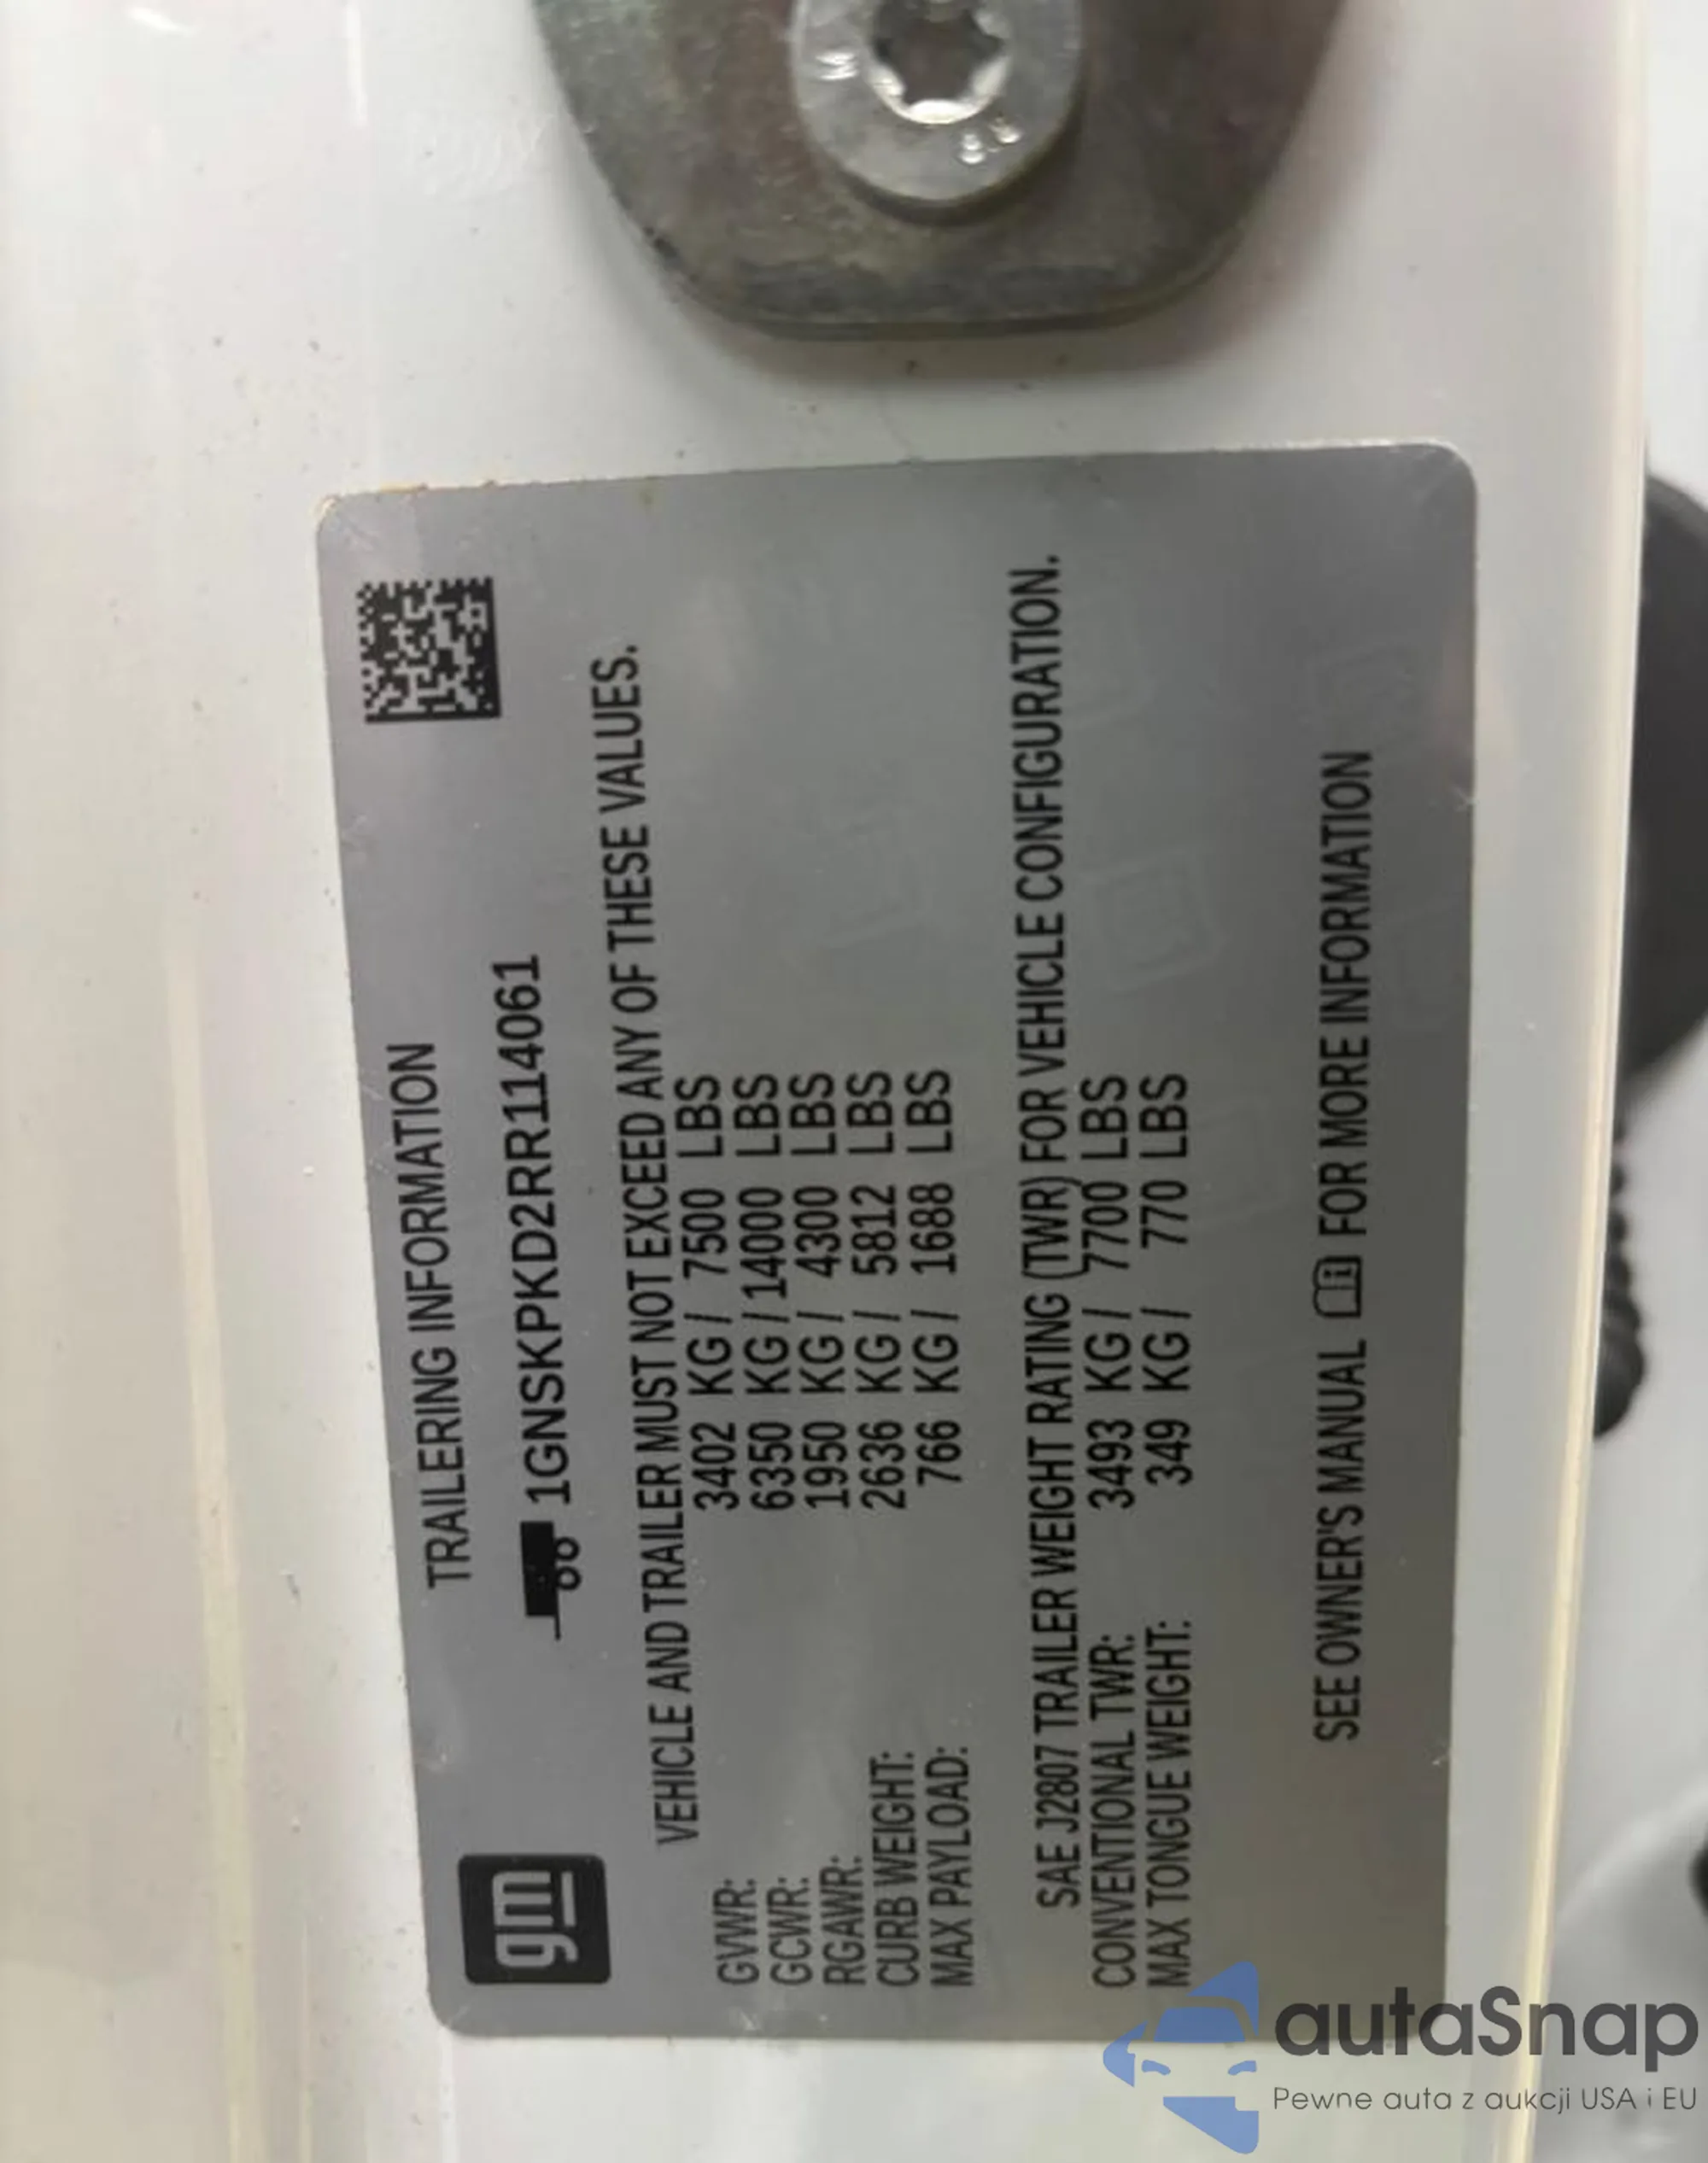 TRAILERING INFORMATION
gm
1GNSKPKD2RR114061
VEHICLE AND TRAILER MUST NOT EXCEED ANY OF THESE VALUES.
GVWR: 3402 KG / 7500 LBS
GCWR: 6350 KG / 14000 LBS
RGAWR: 1950 KG / 4300 LBS
CURB WEIGHT: 2636 KG / 5812 LBS
MAX PAYLOAD: 766 KG / 1688 LBS
SAE J2807 TRAILER WEIGHT RATING (TWR) FOR VEHICLE CONFIGURATION.
CONVENTIONAL TWR: 3493 KG / 7700 LBS
MAX TONGUE WEIGHT: 349 KG / 770 LBS
SEE OWNER'S MANUAL FOR MORE INFORMATION
autaSnap
Pewne auta z aukcji USA i EU